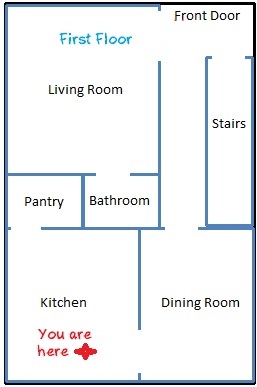 Front Door
First Floor
Living Room
Stairs
Pantry
Bathroom
Kitchen
Dining Room
You are
here